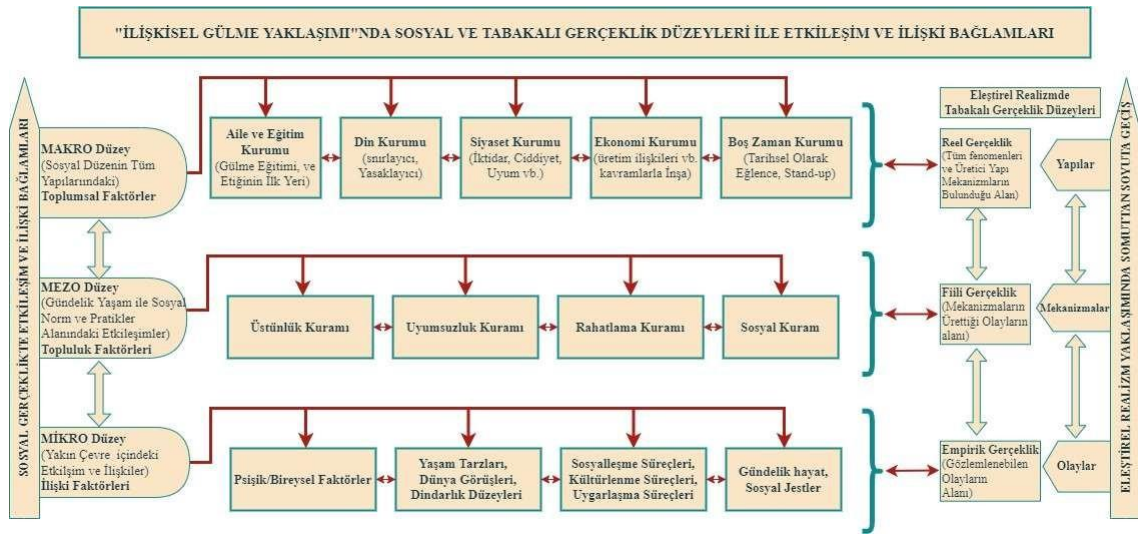 "İLİŞKİSEL GÜLME YAKLAŞIMI"NDA SOSYAL VE TABAKALI GERÇEKLİK DÜZEYLERİ İLE ETKİLEŞİM VE İLİŞKİ BAĞLAMLARI
SOSYAL GERÇEKLİKTE ETKİLEŞİM VE İLİŞKİ BAĞLAMLARI
MAKRO Düzey
(Sosyal Düzenin Tüm
Yapılarıındaki)
Toplumsal Faktörler
Aile ve Eğitim
Kurumu
(Gülme Eğitimi, ve
Etiğinin İlk Yeri)
Din Kurumu
(snırlayıcı,
Yasaklayıcı)
Siyaset Kurumu
(İktidar, Ciddiyet,
Uyum vb.)
Ekonomi Kurumu
(üretim ilişkileri vb.
kavramlarla İnşa)
Boş Zaman Kurumu
(Tarihsel Olarak
Eğlence, Stand-up)
Eleştirel Realizmde
Tabakalı Gerçeklik Düzeyleri
Reel Gerçeklik
(Tüm fenomenleri
ve Üretici Yapı
Mekanizmların
Bulunduğu Alan)
Yapılar
MEZO Düzey
(Gündelik Yaşam ile Sosyal
Norm ve Pratikler
Alanındaki Etkileşimler)
Topluluk Faktörleri
Üstünlük Kuramı
Uyumsuzluk Kuramı
Rahatlama Kuramı
Sosyal Kuram
Fiili Gerçeklik
(Mekanizmaların
Ürettiği Olayların
alanı)
Mekanizmalar
MİKRO Düzey
(Yakın Çevre içindeki
Etkilşim ve İlişkiler)
İlişki Faktörleri
Psişik/Bireysel Faktörler
Yaşam Tarzları,
Dünya Görüşleri,
Dindarlık Düzeyleri
Sosyalleşme Süreçleri,
Kültürlenme Süreçleri,
Uygarlaşma Süreçleri
Gündelik hayat,
Sosyal Jestler
Empirik Gerçeklik
(Gözlemlenebilen
Olayların
Alanı)
Olaylar
ELEŞTİREL REALİZM YAKLAŞIMINDA SOMUTTAN SOYUTA GEÇİŞ